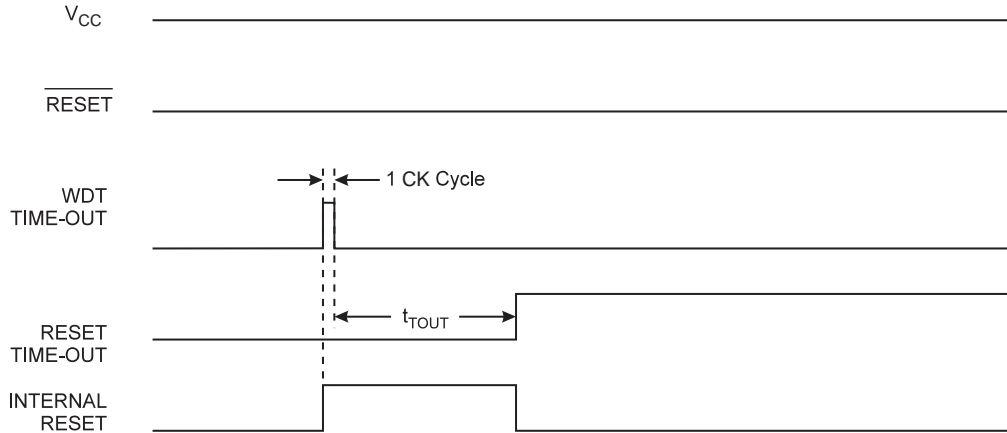 VCC
RESET
1 CK Cycle
WDT
TIME-OUT
tTOUT
RESET
TIME-OUT
INTERNAL
RESET